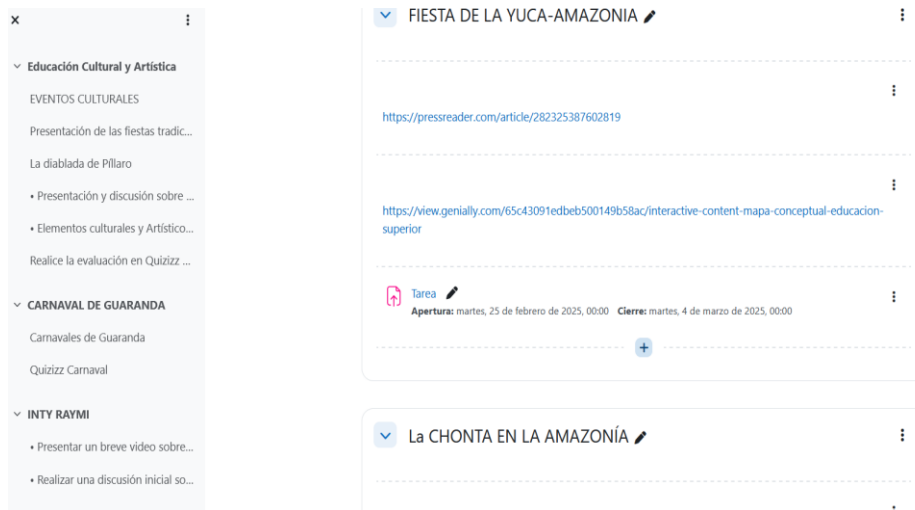 x
Educación Cultural y Artística
EVENTOS CULTURALES
Presentación de las fiestas tradic...
La diablada de Píllaro
• Presentación y discusión sobre ...
• Elementos culturales y Artístico...
Realice la evaluación en Quizizz ...
CARNAVAL DE GUARANDA
Carnavales de Guaranda
Quizizz Carnaval
INTY RAYMI
• Presentar un breve video sobre...
• Realizar una discusión inicial so...
FIESTA DE LA YUCA-AMAZONIA
https://pressreader.com/article/282325387602819
https://view.genially.com/65c43091edbeb500149b58ac/interactive-content-mapa-conceptual-educacion-
superior
Tarea
Apertura: martes, 25 de febrero de 2025, 00:00 Cierre: martes, 4 de marzo de 2025, 00:00
La CHONTA EN LA AMAZONÍA